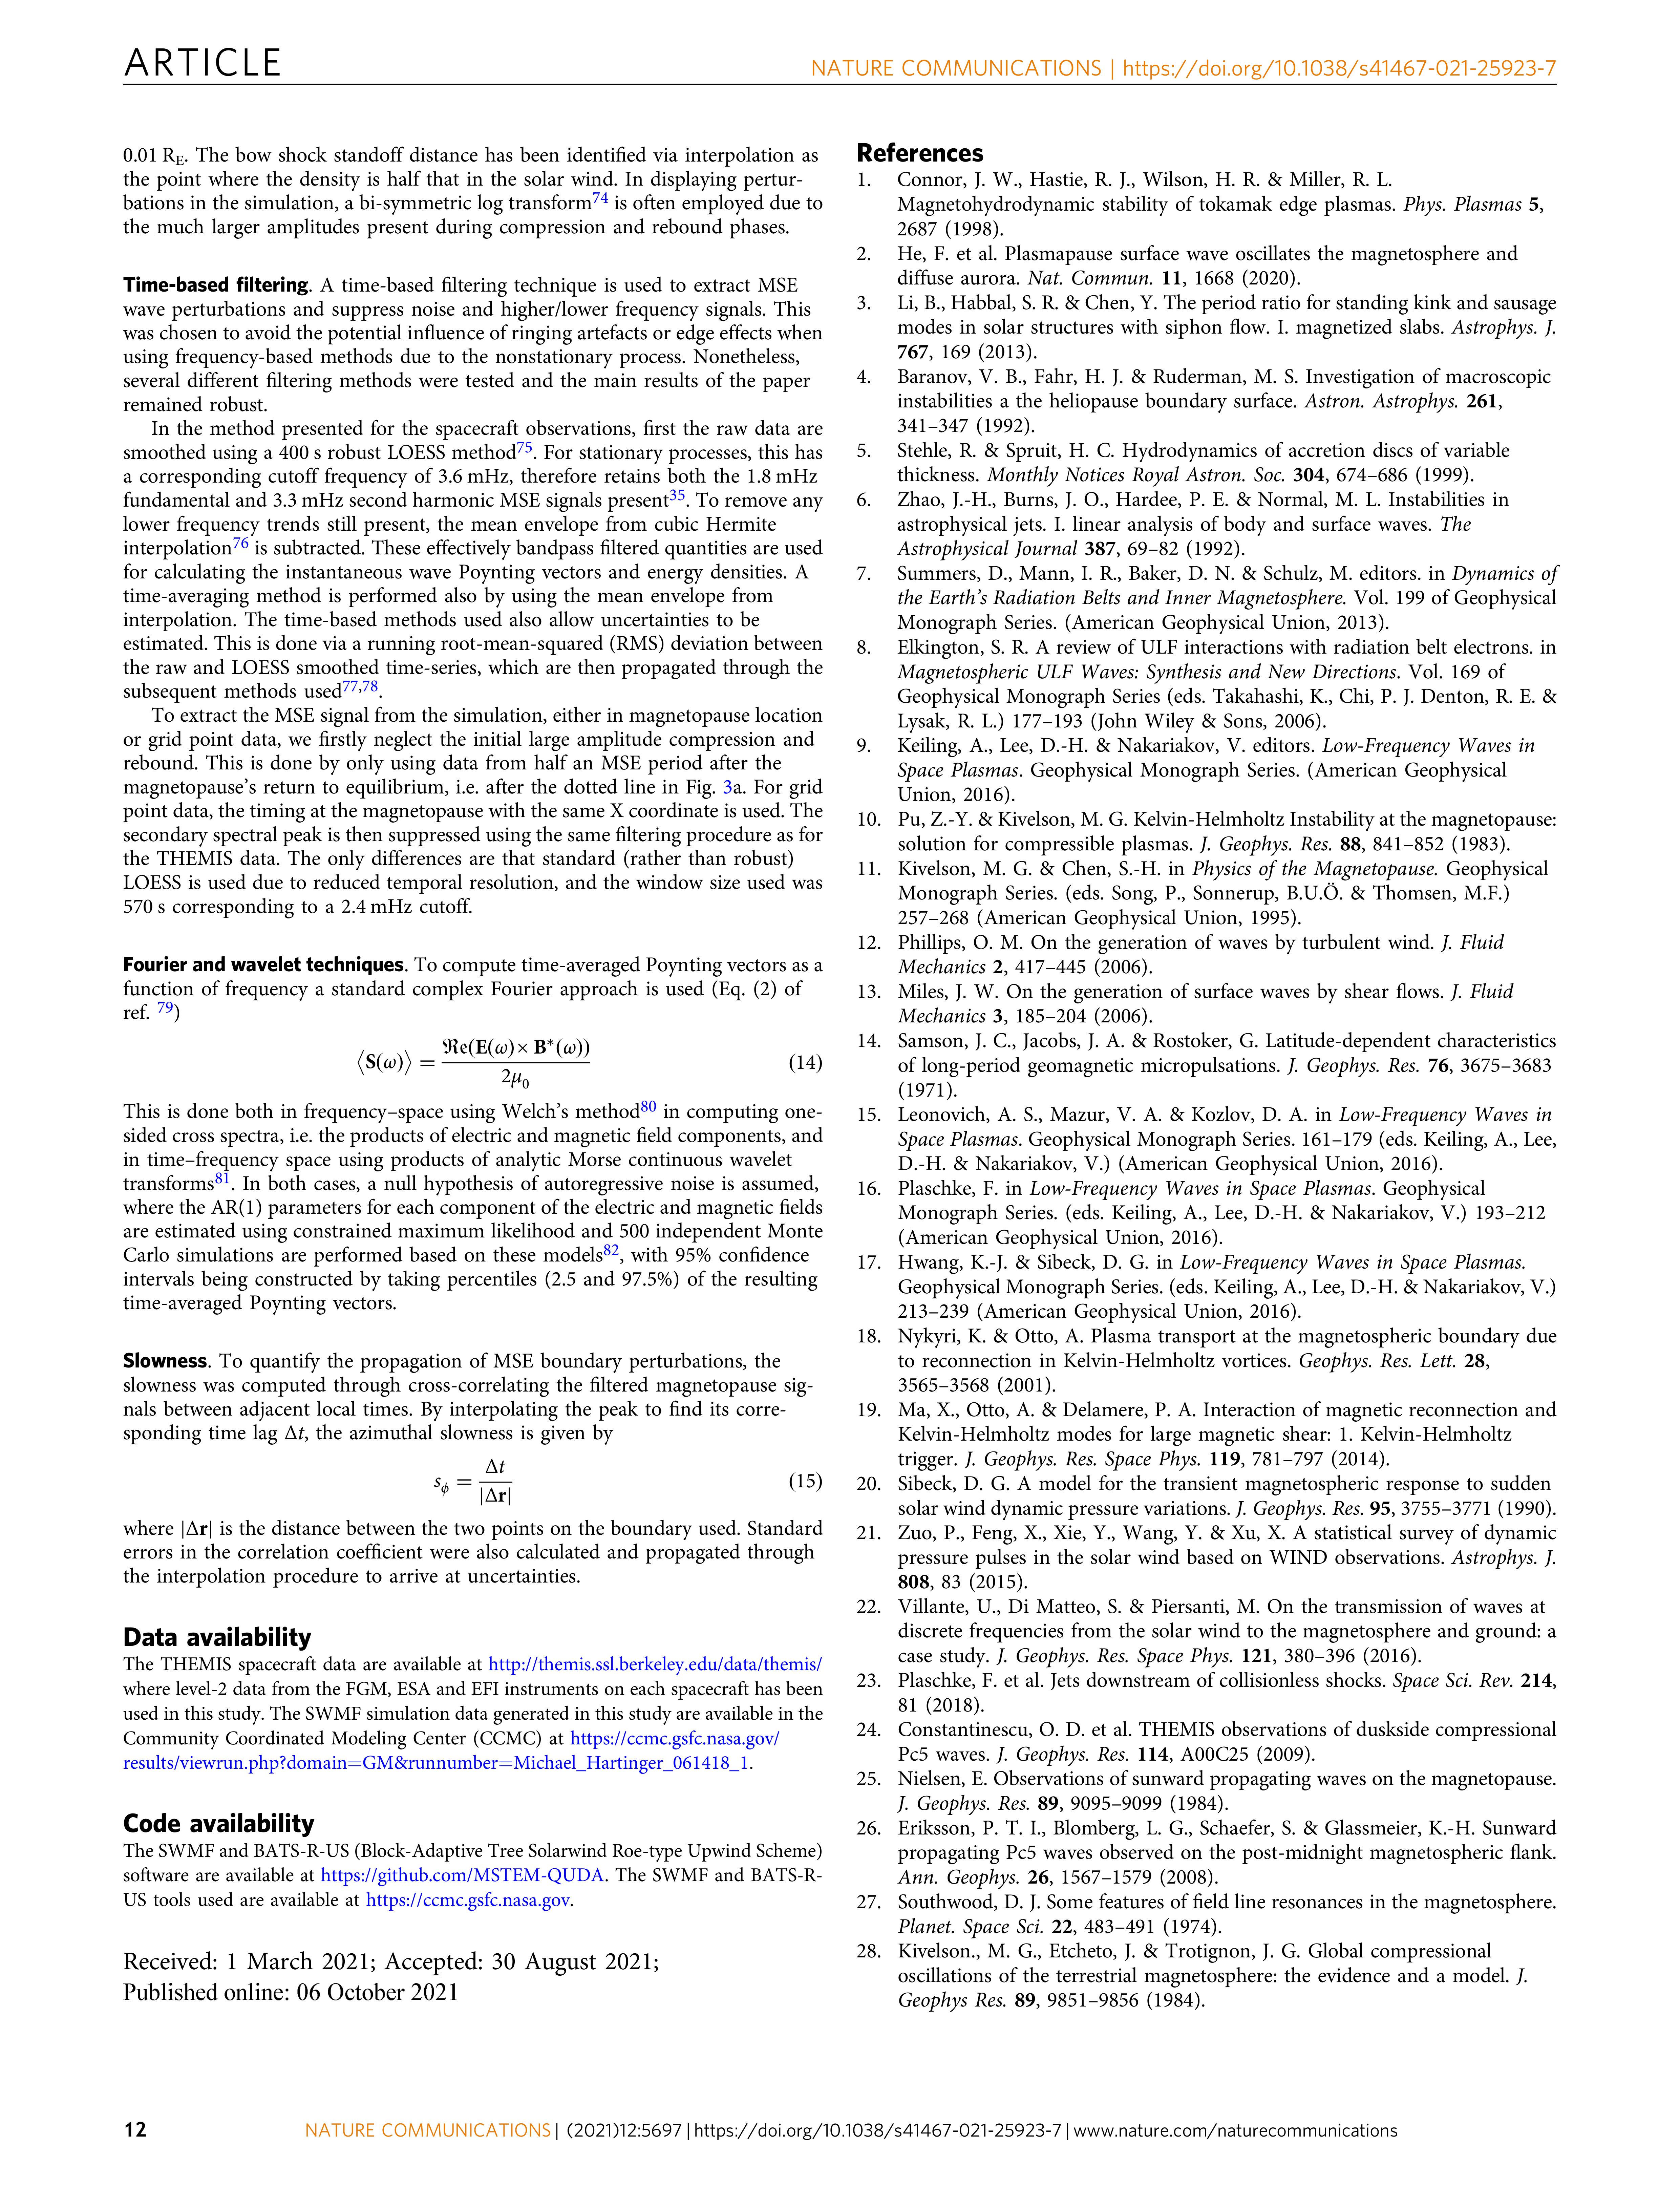 ARTICLE
NATURE COMMUNICATIONS | https://doi.org/10.1038/s41467-021-25923-7
0.01 RE. The bow shock standoff distance has been identified via interpolation as
the point where the density is half that in the solar wind. In displaying pertur-
bations in the simulation, a bi-symmetric log transform74 is often employed due to
the much larger amplitudes present during compression and rebound phases.
Time-based filtering. A time-based filtering technique is used to extract MSE
wave perturbations and suppress noise and higher/lower frequency signals. This
was chosen to avoid the potential influence of ringing artefacts or edge effects when
using frequency-based methods due to the nonstationary process. Nonetheless,
several different filtering methods were tested and the main results of the paper
remained robust.
In the method presented for the spacecraft observations, first the raw data are
smoothed using a 400 s robust LOESS method75. For stationary processes, this has
a corresponding cutoff frequency of 3.6 mHz, therefore retains both the 1.8 mHz
fundamental and 3.3 mHz second harmonic MSE signals present35. To remove any
lower frequency trends still present, the mean envelope from cubic Hermite
interpolation76 is subtracted. These effectively bandpass filtered quantities are used
for calculating the instantaneous wave Poynting vectors and energy densities. A
time-averaging method is performed also by using the mean envelope from
interpolation. The time-based methods used also allow uncertainties to be
estimated. This is done via a running root-mean-squared (RMS) deviation between
the raw and LOESS smoothed time-series, which are then propagated through the
subsequent methods used77,78.
To extract the MSE signal from the simulation, either in magnetopause location
or grid point data, we firstly neglect the initial large amplitude compression and
rebound. This is done by only using data from half an MSE period after the
magnetopause's return to equilibrium, i.e. after the dotted line in Fig. 3a. For grid
point data, the timing at the magnetopause with the same X coordinate is used. The
secondary spectral peak is then suppressed using the same filtering procedure as for
the THEMIS data. The only differences are that standard (rather than robust)
LOESS is used due to reduced temporal resolution, and the window size used was
570 s corresponding to a 2.4 mHz cutoff.
Fourier and wavelet techniques. To compute time-averaged Poynting vectors as a
function of frequency a standard complex Fourier approach is used (Eq. (2) of
ref. 79)
⟨S(ω)⟩ = ℜe(E(ω)× B*(ω)) / 2μ0 (14)
This is done both in frequency–space using Welch's method80 in computing one-
sided cross spectra, i.e. the products of electric and magnetic field components, and
in time–frequency space using products of analytic Morse continuous wavelet
transforms81. In both cases, a null hypothesis of autoregressive noise is assumed,
where the AR(1) parameters for each component of the electric and magnetic fields
are estimated using constrained maximum likelihood and 500 independent Monte
Carlo simulations are performed based on these models82, with 95% confidence
intervals being constructed by taking percentiles (2.5 and 97.5%) of the resulting
time-averaged Poynting vectors.
Slowness. To quantify the propagation of MSE boundary perturbations, the
slowness was computed through cross-correlating the filtered magnetopause sig-
nals between adjacent local times. By interpolating the peak to find its corre-
sponding time lag Δt, the azimuthal slowness is given by
sϕ = Δt / |Δr| (15)
where |Δr| is the distance between the two points on the boundary used. Standard
errors in the correlation coefficient were also calculated and propagated through
the interpolation procedure to arrive at uncertainties.
Data availability
The THEMIS spacecraft data are available at http://themis.ssl.berkeley.edu/data/themis/
where level-2 data from the FGM, ESA and EFI instruments on each spacecraft has been
used in this study. The SWMF simulation data generated in this study are available in the
Community Coordinated Modeling Center (CCMC) at https://ccmc.gsfc.nasa.gov/
results/viewrun.php?domain=GM&runnumber=Michael_Hartinger_061418_1.
Code availability
The SWMF and BATS-R-US (Block-Adaptive Tree Solarwind Roe-type Upwind Scheme)
software are available at https://github.com/MSTEM-QUDA. The SWMF and BATS-R-
US tools used are available at https://ccmc.gsfc.nasa.gov.
Received: 1 March 2021; Accepted: 30 August 2021;
Published online: 06 October 2021
References
1. Connor, J. W., Hastie, R. J., Wilson, H. R. & Miller, R. L.
Magnetohydrodynamic stability of tokamak edge plasmas. Phys. Plasmas 5,
2687 (1998).
2. He, F. et al. Plasmapause surface wave oscillates the magnetosphere and
diffuse aurora. Nat. Commun. 11, 1668 (2020).
3. Li, B., Habbal, S. R. & Chen, Y. The period ratio for standing kink and sausage
modes in solar structures with siphon flow. I. magnetized slabs. Astrophys. J.
767, 169 (2013).
4. Baranov, V. B., Fahr, H. J. & Ruderman, M. S. Investigation of macroscopic
instabilities a the heliopause boundary surface. Astron. Astrophys. 261,
341–347 (1992).
5. Stehle, R. & Spruit, H. C. Hydrodynamics of accretion discs of variable
thickness. Monthly Notices Royal Astron. Soc. 304, 674–686 (1999).
6. Zhao, J.-H., Burns, J. O., Hardee, P. E. & Normal, M. L. Instabilities in
astrophysical jets. I. linear analysis of body and surface waves. The
Astrophysical Journal 387, 69–82 (1992).
7. Summers, D., Mann, I. R., Baker, D. N. & Schulz, M. editors. in Dynamics of
the Earth's Radiation Belts and Inner Magnetosphere. Vol. 199 of Geophysical
Monograph Series. (American Geophysical Union, 2013).
8. Elkington, S. R. A review of ULF interactions with radiation belt electrons. in
Magnetospheric ULF Waves: Synthesis and New Directions. Vol. 169 of
Geophysical Monograph Series (eds. Takahashi, K., Chi, P. J. Denton, R. E. &
Lysak, R. L.) 177–193 (John Wiley & Sons, 2006).
9. Keiling, A., Lee, D.-H. & Nakariakov, V. editors. Low-Frequency Waves in
Space Plasmas. Geophysical Monograph Series. (American Geophysical
Union, 2016).
10. Pu, Z.-Y. & Kivelson, M. G. Kelvin-Helmholtz Instability at the magnetopause:
solution for compressible plasmas. J. Geophys. Res. 88, 841–852 (1983).
11. Kivelson, M. G. & Chen, S.-H. in Physics of the Magnetopause. Geophysical
Monograph Series. (eds. Song, P., Sonnerup, B.U.Ö. & Thomsen, M.F.)
257–268 (American Geophysical Union, 1995).
12. Phillips, O. M. On the generation of waves by turbulent wind. J. Fluid
Mechanics 2, 417–445 (2006).
13. Miles, J. W. On the generation of surface waves by shear flows. J. Fluid
Mechanics 3, 185–204 (2006).
14. Samson, J. C., Jacobs, J. A. & Rostoker, G. Latitude-dependent characteristics
of long-period geomagnetic micropulsations. J. Geophys. Res. 76, 3675–3683
(1971).
15. Leonovich, A. S., Mazur, V. A. & Kozlov, D. A. in Low-Frequency Waves in
Space Plasmas. Geophysical Monograph Series. 161–179 (eds. Keiling, A., Lee,
D.-H. & Nakariakov, V.) (American Geophysical Union, 2016).
16. Plaschke, F. in Low-Frequency Waves in Space Plasmas. Geophysical
Monograph Series. (eds. Keiling, A., Lee, D.-H. & Nakariakov, V.) 193–212
(American Geophysical Union, 2016).
17. Hwang, K.-J. & Sibeck, D. G. in Low-Frequency Waves in Space Plasmas.
Geophysical Monograph Series. (eds. Keiling, A., Lee, D.-H. & Nakariakov, V.)
213–239 (American Geophysical Union, 2016).
18. Nykyri, K. & Otto, A. Plasma transport at the magnetospheric boundary due
to reconnection in Kelvin-Helmholtz vortices. Geophys. Res. Lett. 28,
3565–3568 (2001).
19. Ma, X., Otto, A. & Delamere, P. A. Interaction of magnetic reconnection and
Kelvin-Helmholtz modes for large magnetic shear: 1. Kelvin-Helmholtz
trigger. J. Geophys. Res. Space Phys. 119, 781–797 (2014).
20. Sibeck, D. G. A model for the transient magnetospheric response to sudden
solar wind dynamic pressure variations. J. Geophys. Res. 95, 3755–3771 (1990).
21. Zuo, P., Feng, X., Xie, Y., Wang, Y. & Xu, X. A statistical survey of dynamic
pressure pulses in the solar wind based on WIND observations. Astrophys. J.
808, 83 (2015).
22. Villante, U., Di Matteo, S. & Piersanti, M. On the transmission of waves at
discrete frequencies from the solar wind to the magnetosphere and ground: a
case study. J. Geophys. Res. Space Phys. 121, 380–396 (2016).
23. Plaschke, F. et al. Jets downstream of collisionless shocks. Space Sci. Rev. 214,
81 (2018).
24. Constantinescu, O. D. et al. THEMIS observations of duskside compressional
Pc5 waves. J. Geophys. Res. 114, A00C25 (2009).
25. Nielsen, E. Observations of sunward propagating waves on the magnetopause.
J. Geophys. Res. 89, 9095–9099 (1984).
26. Eriksson, P. T. I., Blomberg, L. G., Schaefer, S. & Glassmeier, K.-H. Sunward
propagating Pc5 waves observed on the post-midnight magnetospheric flank.
Ann. Geophys. 26, 1567–1579 (2008).
27. Southwood, D. J. Some features of field line resonances in the magnetosphere.
Planet. Space Sci. 22, 483–491 (1974).
28. Kivelson., M. G., Etcheto, J. & Trotignon, J. G. Global compressional
oscillations of the terrestrial magnetosphere: the evidence and a model. J.
Geophys Res. 89, 9851–9856 (1984).
12
NATURE COMMUNICATIONS | (2021)12:5697 | https://doi.org/10.1038/s41467-021-25923-7 | www.nature.com/naturecommunications